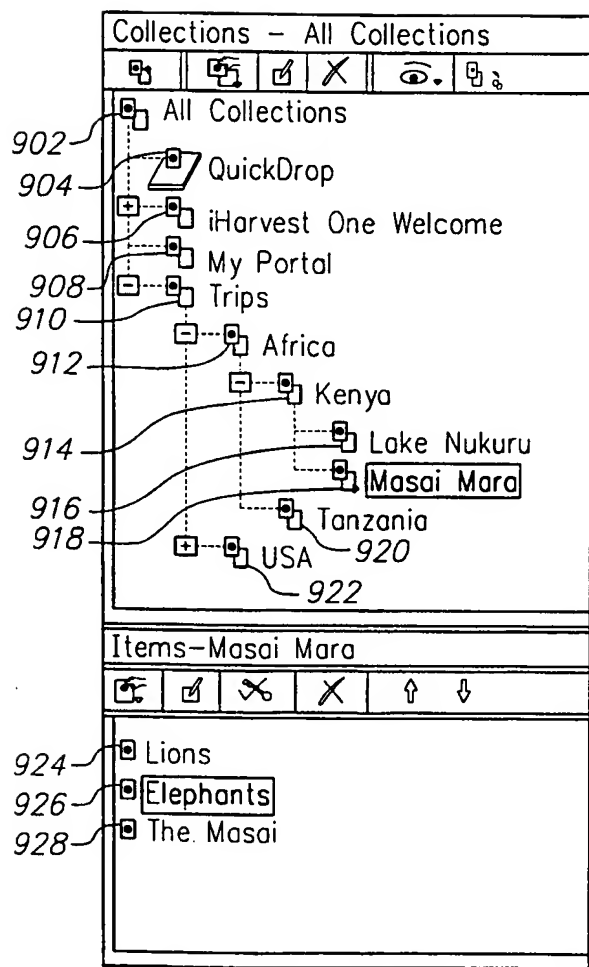 Collections - All Collections
902 All Collections
904 QuickDrop
906 iHarvest One Welcome
908 My Portal
910 Trips
912 Africa
914 Kenya
916 Lake Nukuru
918 Masai Mara
Tanzania
920
USA
922
Items-Masai Mara
924 Lions
926 Elephants
928 The. Masai